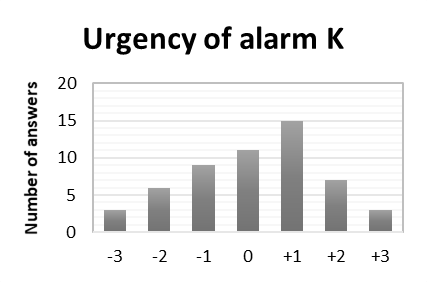 Urgency of alarm K
Number of answers
20
15
10
5
0
-3 -2 -1 0 +1 +2 +3